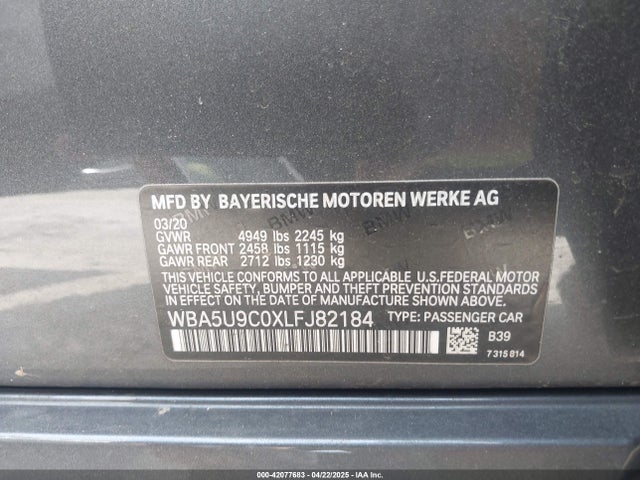 MFD BY BAYERISCHE MOTOREN WERKE AG
03/20
GVWR 4949 lbs 2245 kg
GAWR FRONT 2458 lbs 1115 kg
GAWR REAR 2712 lbs 1230 kg
THIS VEHICLE CONFORMS TO ALL APPLICABLE U.S.FEDERAL MOTOR
VEHICLE SAFETY, BUMPER AND THEFT PREVENTION STANDARDS IN
EFFECT ON THE DATE OF MANUFACTURE SHOWN ABOVE.
WBA5U9C0XLFJ82184 TYPE: PASSENGER CAR
B39
7 315 814
000-42077683 - 04/22/2025 - IAA Inc.